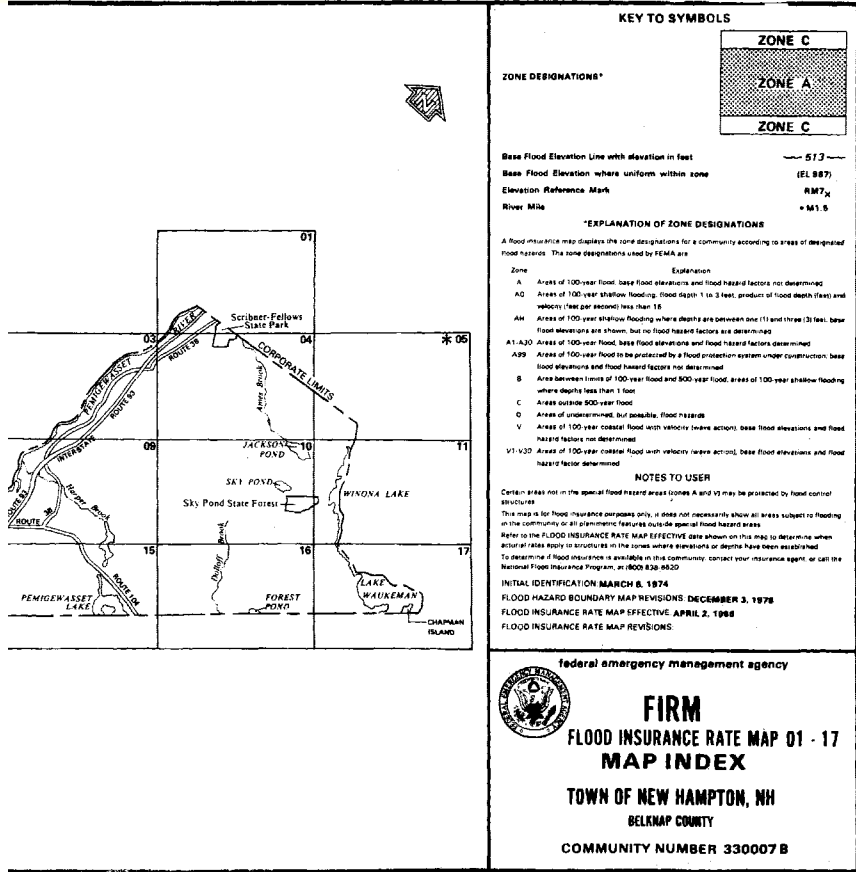 01
Scribner-Fellows
State Park
03
04
* 05
PEMIGEWASSET
RIVER
ROUTE 3B
CORPORATE LIMITS
ROUTE 93
INTERSTATE
Ames Brook
09
JACKSON
POND
10
11
SKY POND
WINONA LAKE
Sky Pond State Forest
Harper Brook
ROUTE 93
ROUTE
3B
15
Dolloff Brook
16
17
PEMIGEWASSET
LAKE
ROUTE 104
FOREST
POND
LAKE
WAUKEMAN
CHAPMAN
ISLAND
KEY TO SYMBOLS
ZONE DESIGNATIONS*
ZONE C
ZONE A
ZONE C
Base Flood Elevation Line with elevation in feet 513
Base Flood Elevation where uniform within zone (EL 987)
Elevation Reference Mark RM7X
River Mile • M1.5
*EXPLANATION OF ZONE DESIGNATIONS
A flood insurance map displays the zone designations for a community according to areas of designated
flood hazards. The zone designations used by FEMA are
Zone Explanation
A Areas of 100-year flood, base flood elevations and flood hazard factors not determined
AO Areas of 100-year shallow flooding, flood depth 1 to 3 feet, product of flood depth (feet) and
velocity (feet per second) less than 15
AH Areas of 100-year shallow flooding where depths are between one (1) and three (3) feet, base
flood elevations are shown, but no flood hazard factors are determined
A1-A30 Areas of 100-year flood, base flood elevations and flood hazard factors determined
A99 Areas of 100-year flood to be protected by a flood protection system under construction; base
flood elevations and flood hazard factors not determined
B Area between limits of 100-year flood and 500-year flood, areas of 100-year shallow flooding
where depths less than 1 foot
C Areas outside 500-year flood
D Areas of undetermined, but possible, flood hazards
V Areas of 100-year coastal flood with velocity (wave action), base flood elevations and flood
hazard factors not determined
V1-V30 Areas of 100-year coastal flood with velocity (wave action), base flood elevations and flood
hazard factor determined
NOTES TO USER
Certain areas not in the special flood hazard areas (zones A and V) may be protected by flood control
structures
This map is for flood insurance purposes only, it does not necessarily show all areas subject to flooding
in the community or all planimetric features outside special flood hazard areas
Refer to the FLOOD INSURANCE RATE MAP EFFECTIVE date shown on this map to determine when
actuarial rates apply to structures in the zones where elevations or depths have been established
To determine if flood insurance is available in this community, contact your insurance agent, or call the
National Flood Insurance Program, at (800) 638-6620
INITIAL IDENTIFICATION: MARCH 8, 1974
FLOOD HAZARD BOUNDARY MAP REVISIONS: DECEMBER 3, 1976
FLOOD INSURANCE RATE MAP EFFECTIVE: APRIL 2, 1986
FLOOD INSURANCE RATE MAP REVISIONS:
federal emergency management agency
FEDERAL EMERGENCY MANAGEMENT AGENCY
FIRM
FLOOD INSURANCE RATE MAP 01 - 17
MAP INDEX
TOWN OF NEW HAMPTON, NH
BELKNAP COUNTY
COMMUNITY NUMBER 330007 B